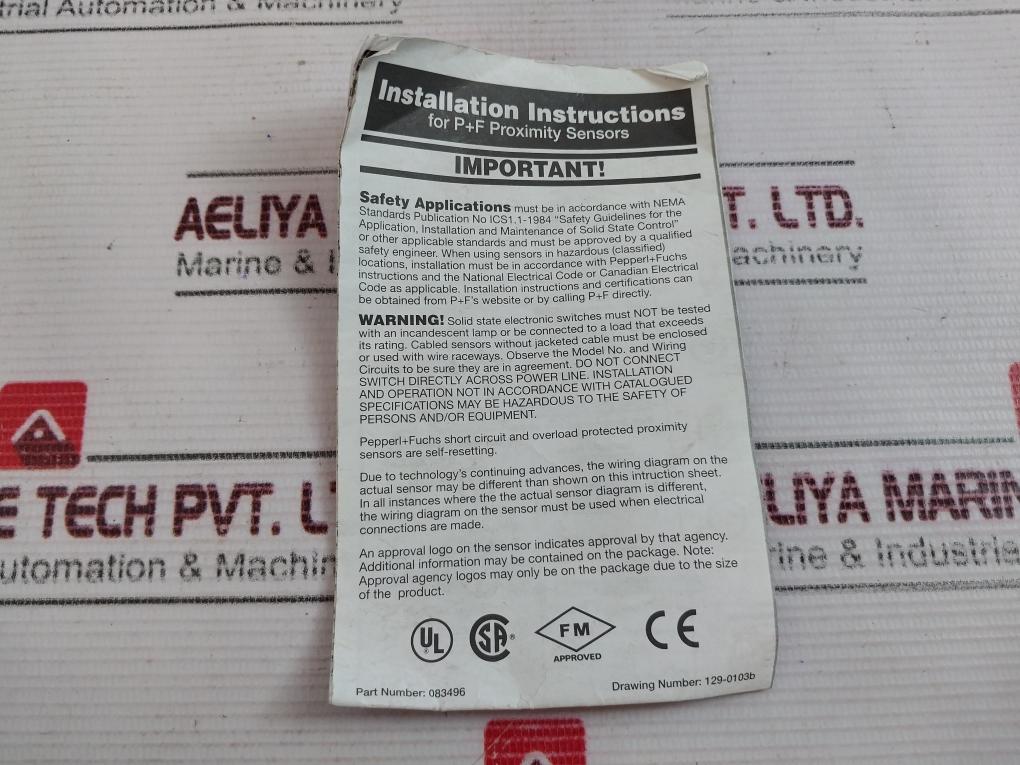 trial Automation & Machinery
Installation Instructions
for P+F Proximity Sensors
IMPORTANT!
Safety Applications must be in accordance with NEMA
Standards Publication No ICS1.1-1984 "Safety Guidelines for the
Application, Installation and Maintenance of Solid State Control"
or other applicable standards and must be approved by a qualified
safety engineer. When using sensors in hazardous (classified)
locations, installation must be in accordance with Pepperl+Fuchs
instructions and the National Electrical Code or Canadian Electrical
Code as applicable. Installation instructions and certifications can
be obtained from P+F's website or by calling P+F directly.
WARNING! Solid state electronic switches must NOT be tested
with an incandescent lamp or be connected to a load that exceeds
its rating. Cabled sensors without jacketed cable must be enclosed
or used with wire raceways. Observe the Model No. and Wiring
Circuits to be sure they are in agreement. DO NOT CONNECT
SWITCH DIRECTLY ACROSS POWER LINE. INSTALLATION
AND OPERATION NOT IN ACCORDANCE WITH CATALOGUED
SPECIFICATIONS MAY BE HAZARDOUS TO THE SAFETY OF
PERSONS AND/OR EQUIPMENT.
Pepperl+Fuchs short circuit and overload protected proximity
sensors are self-resetting.
Due to technology's continuing advances, the wiring diagram on the
actual sensor may be different than shown on this intruction sheet.
In all instances where the the actual sensor diagram is different,
the wiring diagram on the sensor must be used when electrical
connections are made.
An approval logo on the sensor indicates approval by that agency.
Additional information may be contained on the package. Note:
Approval agency logos may only be on the package due to the size
of the product.
UL SA® FM CE
APPROVED
Part Number: 083496
Drawing Number: 129-0103b
AELIYA
T. LTD.
Marine & I
achinery
E TECH PVT. L
LIYA MARIN
utomation & Machin
rine & Industrie